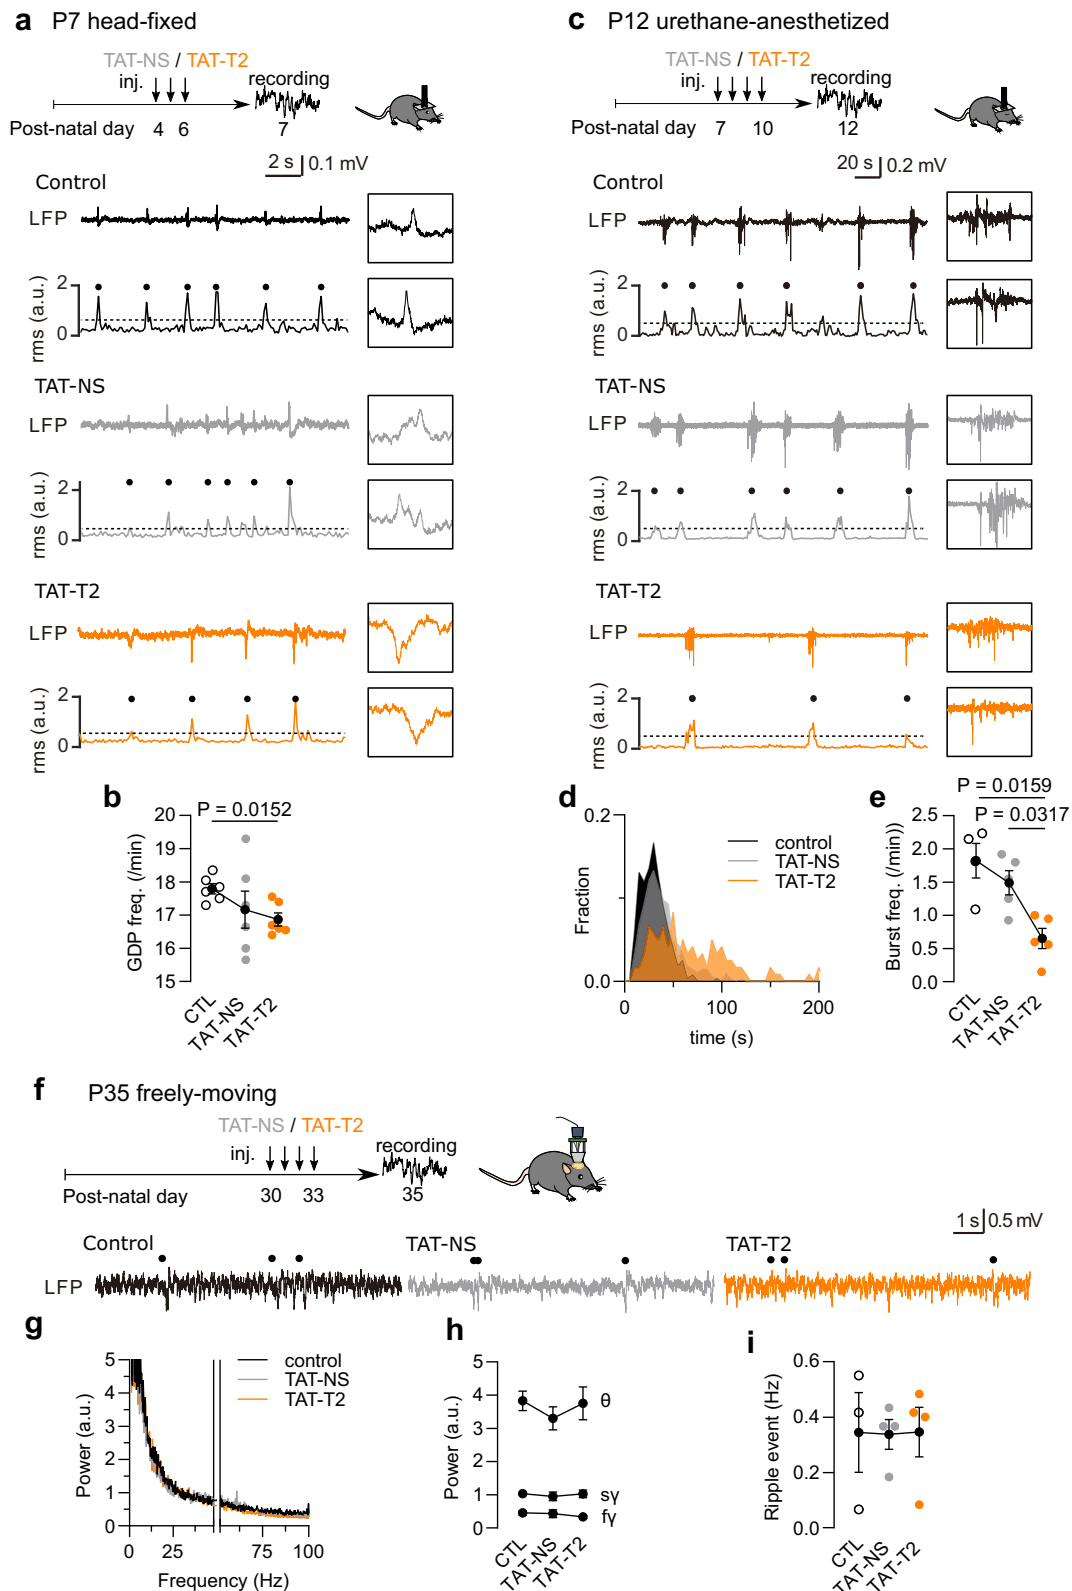 a P7 head-fixed
TAT-NS / TAT-T2
inj.
recording
Post-natal day 4 6 7
2 s 0.1 mV
Control
LFP
rms (a.u.)
2
0
TAT-NS
LFP
rms (a.u.)
2
0
TAT-T2
LFP
rms (a.u.)
2
0
c P12 urethane-anesthetized
TAT-NS / TAT-T2
inj.
recording
Post-natal day 7 10 12
20 s 0.2 mV
Control
LFP
rms (a.u.)
2
0
TAT-NS
LFP
rms (a.u.)
2
0
TAT-T2
LFP
rms (a.u.)
2
0
b
P = 0.0152
GDP freq. (/min)
20
19
18
17
16
15
CTL
TAT-NS
TAT-T2
d
0.2
0.0
Fraction
control
TAT-NS
TAT-T2
0 100 200
time (s)
e
P = 0.0159
P = 0.0317
Burst freq. (/min))
2.5
2.0
1.5
1.0
0.5
0.0
CTL
TAT-NS
TAT-T2
f P35 freely-moving
TAT-NS / TAT-T2
inj.
recording
Post-natal day 30 33 35
1 s 0.5 mV
Control
TAT-NS
TAT-T2
LFP
g
Power (a.u.)
5
4
3
2
1
0
control
TAT-NS
TAT-T2
0 25 75 100
Frequency (Hz)
h
Power (a.u.)
5
4
3
2
1
0
θ
sγ
fγ
CTL
TAT-NS
TAT-T2
i
Ripple event (Hz)
0.6
0.4
0.2
0.0
CTL
TAT-NS
TAT-T2